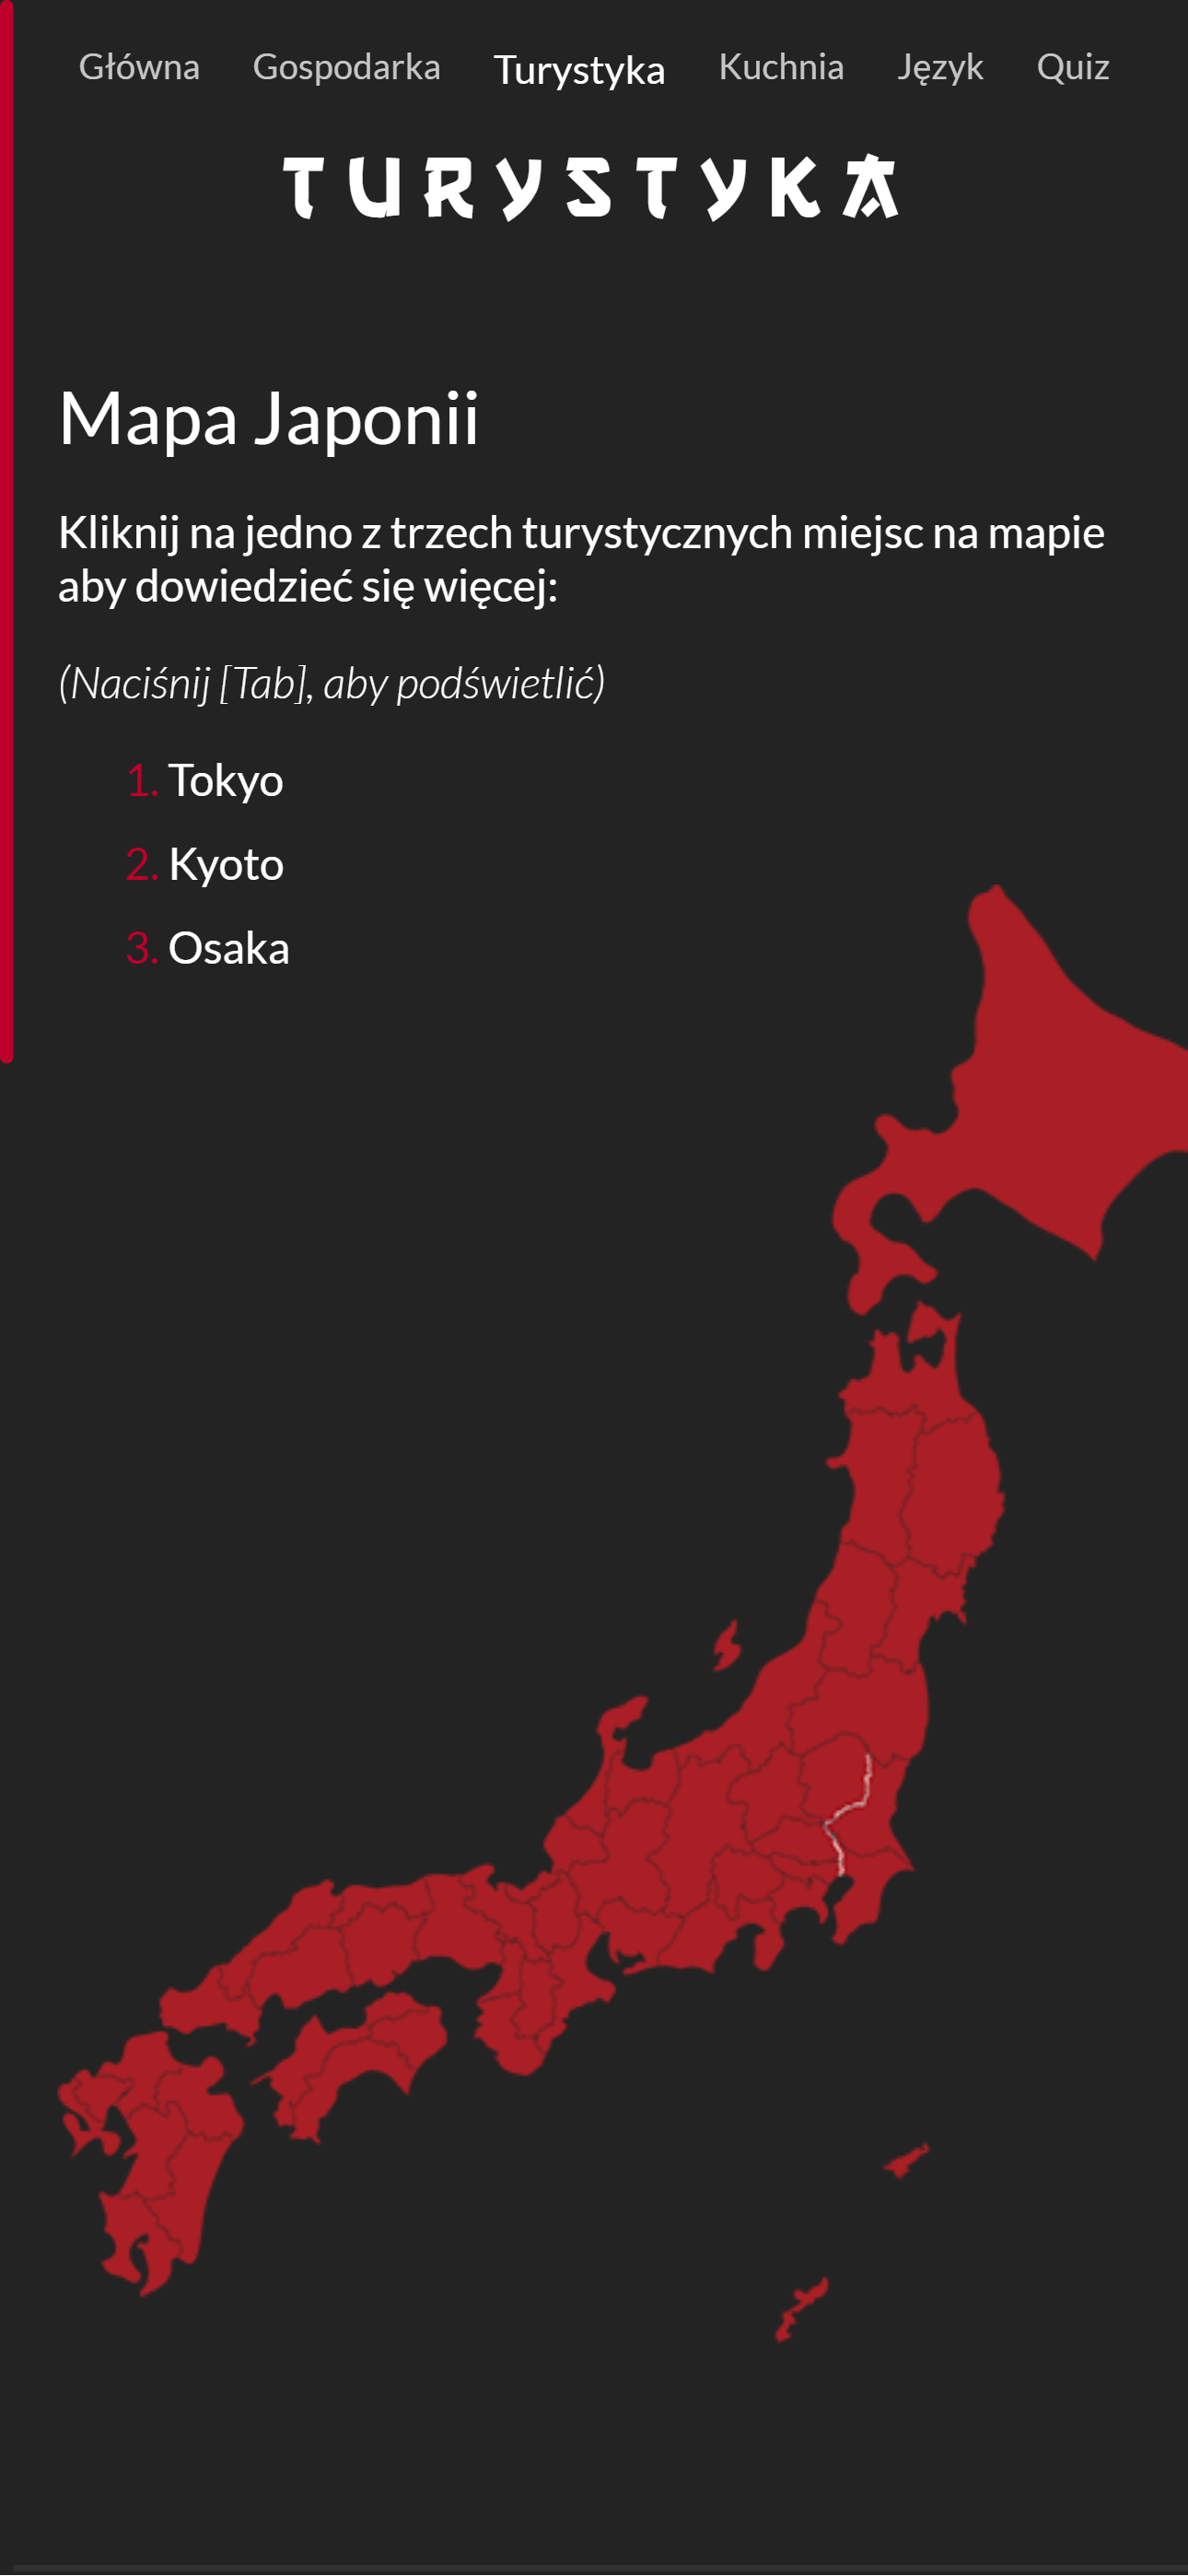 Główna Gospodarka Turystyka Kuchnia Język Quiz
TURYSTYKA
Mapa Japonii
Kliknij na jedno z trzech turystycznych miejsc na mapie
aby dowiedzieć się więcej:
(Naciśnij [Tab], aby podświetlić)
1. Tokyo
2. Kyoto
3. Osaka